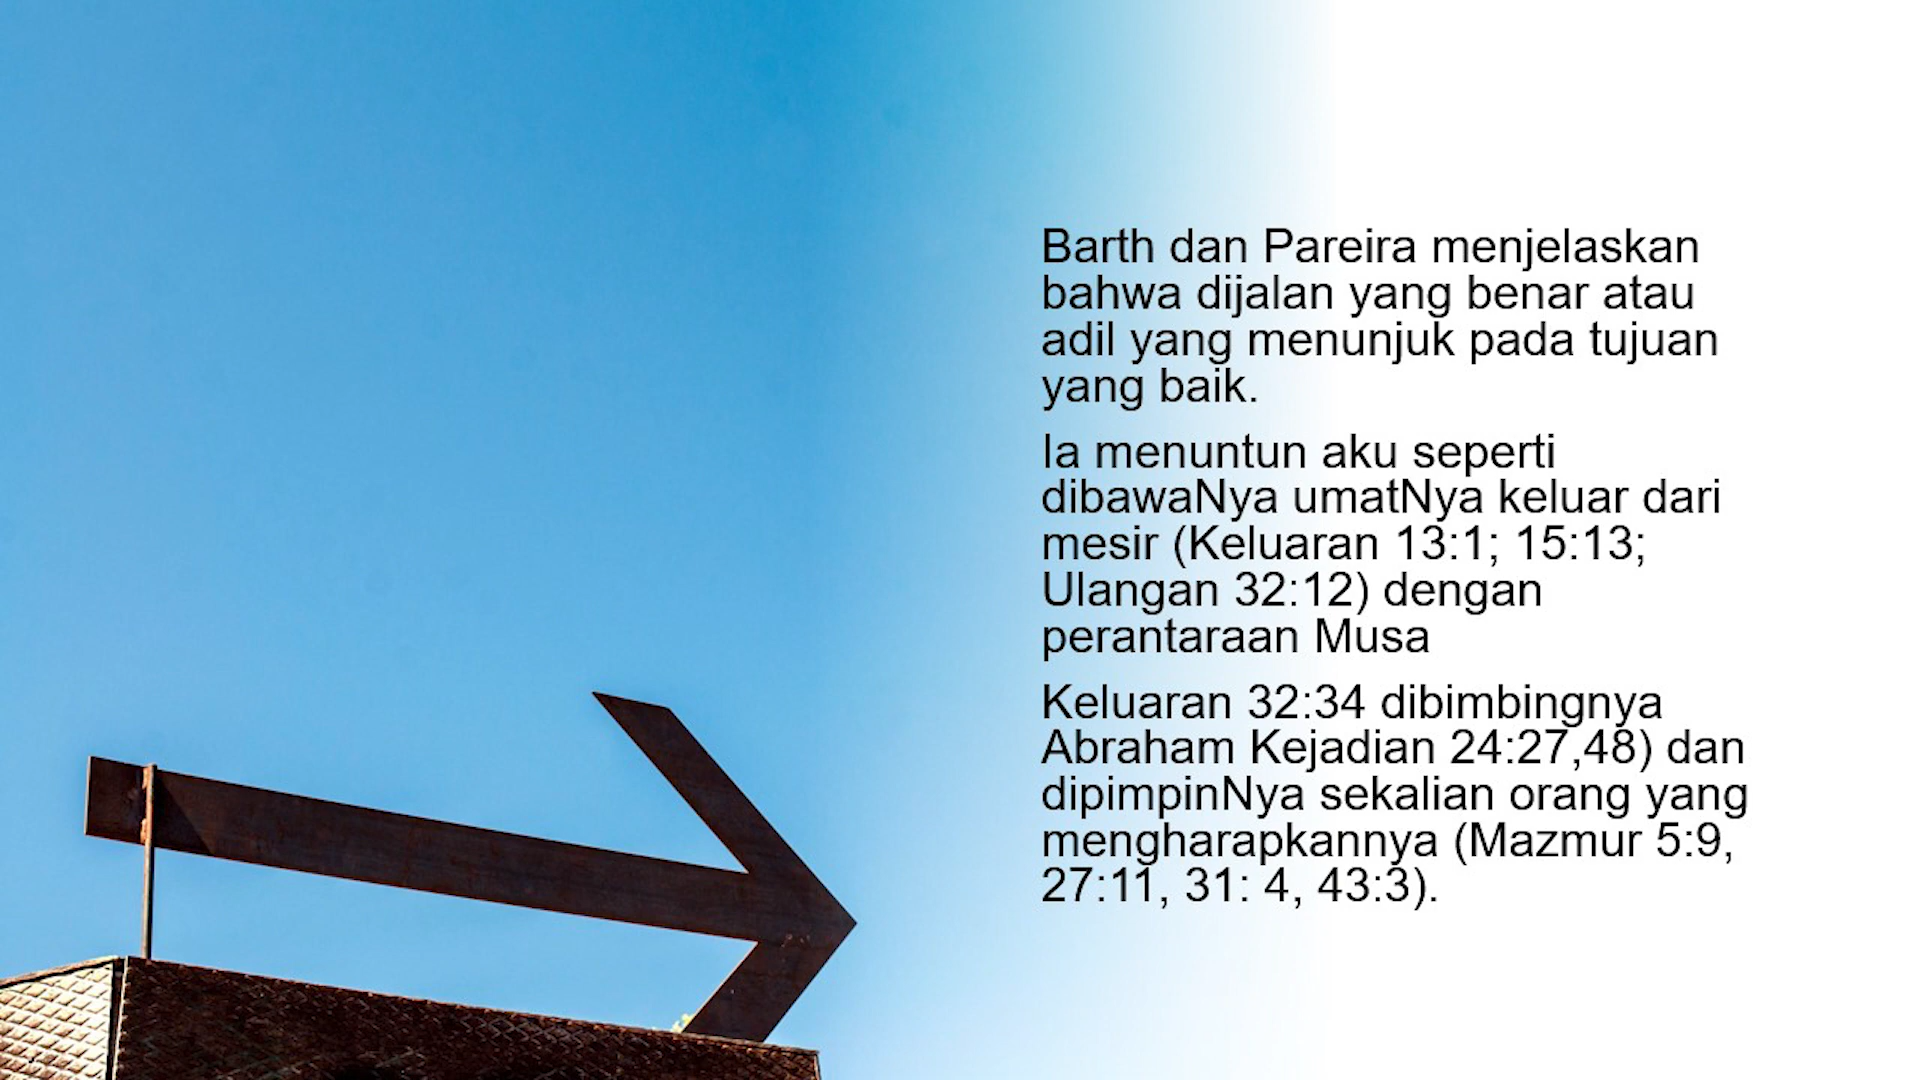 Barth dan Pareira menjelaskan
bahwa dijalan yang benar atau
adil yang menunjuk pada tujuan
yang baik.
Ia menuntun aku seperti
dibawaNya umatNya keluar dari
mesir (Keluaran 13:1; 15:13;
Ulangan 32:12) dengan
perantaraan Musa
Keluaran 32:34 dibimbingnya
Abraham Kejadian 24:27,48) dan
dipimpinNya sekalian orang yang
mengharapkannya (Mazmur 5:9,
27:11, 31: 4, 43:3).